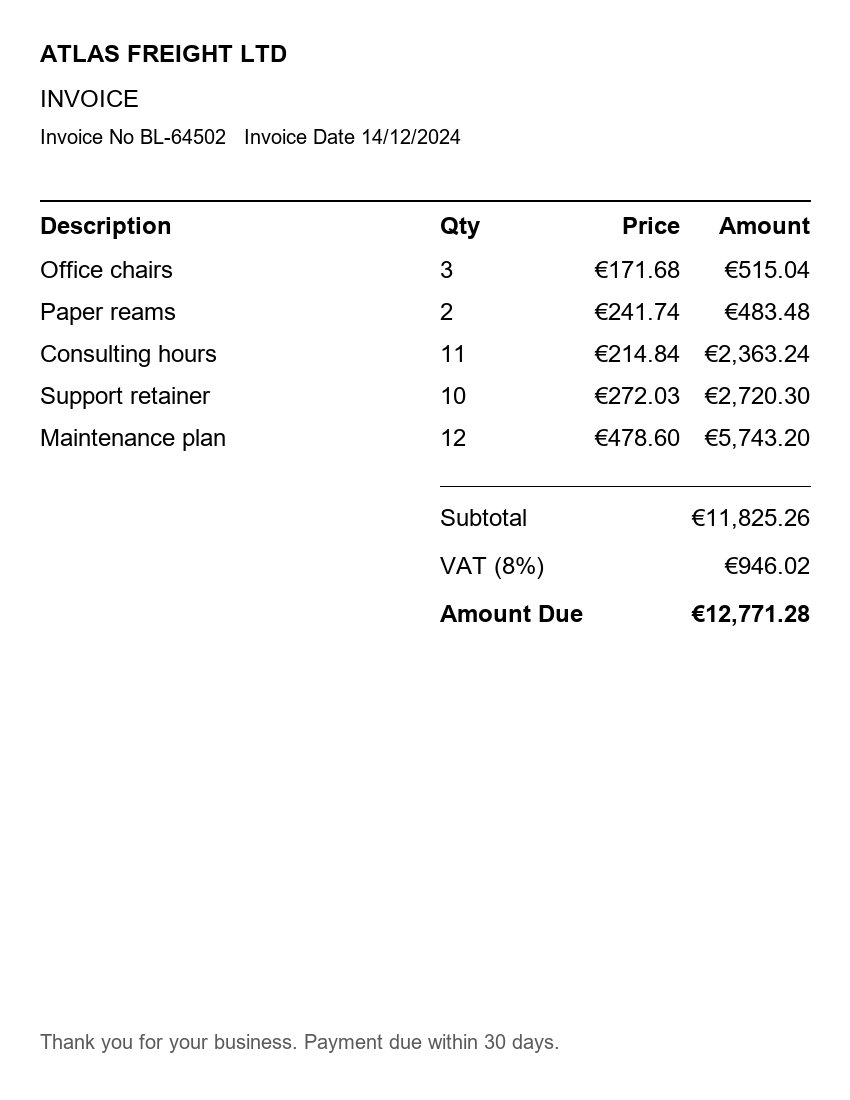 ATLAS FREIGHT LTD
INVOICE
Invoice No BL-64502 Invoice Date 14/12/2024
Description Qty Price Amount
Office chairs 3 €171.68 €515.04
Paper reams 2 €241.74 €483.48
Consulting hours 11 €214.84 €2,363.24
Support retainer 10 €272.03 €2,720.30
Maintenance plan 12 €478.60 €5,743.20
Subtotal €11,825.26
VAT (8%) €946.02
Amount Due €12,771.28
Thank you for your business. Payment due within 30 days.